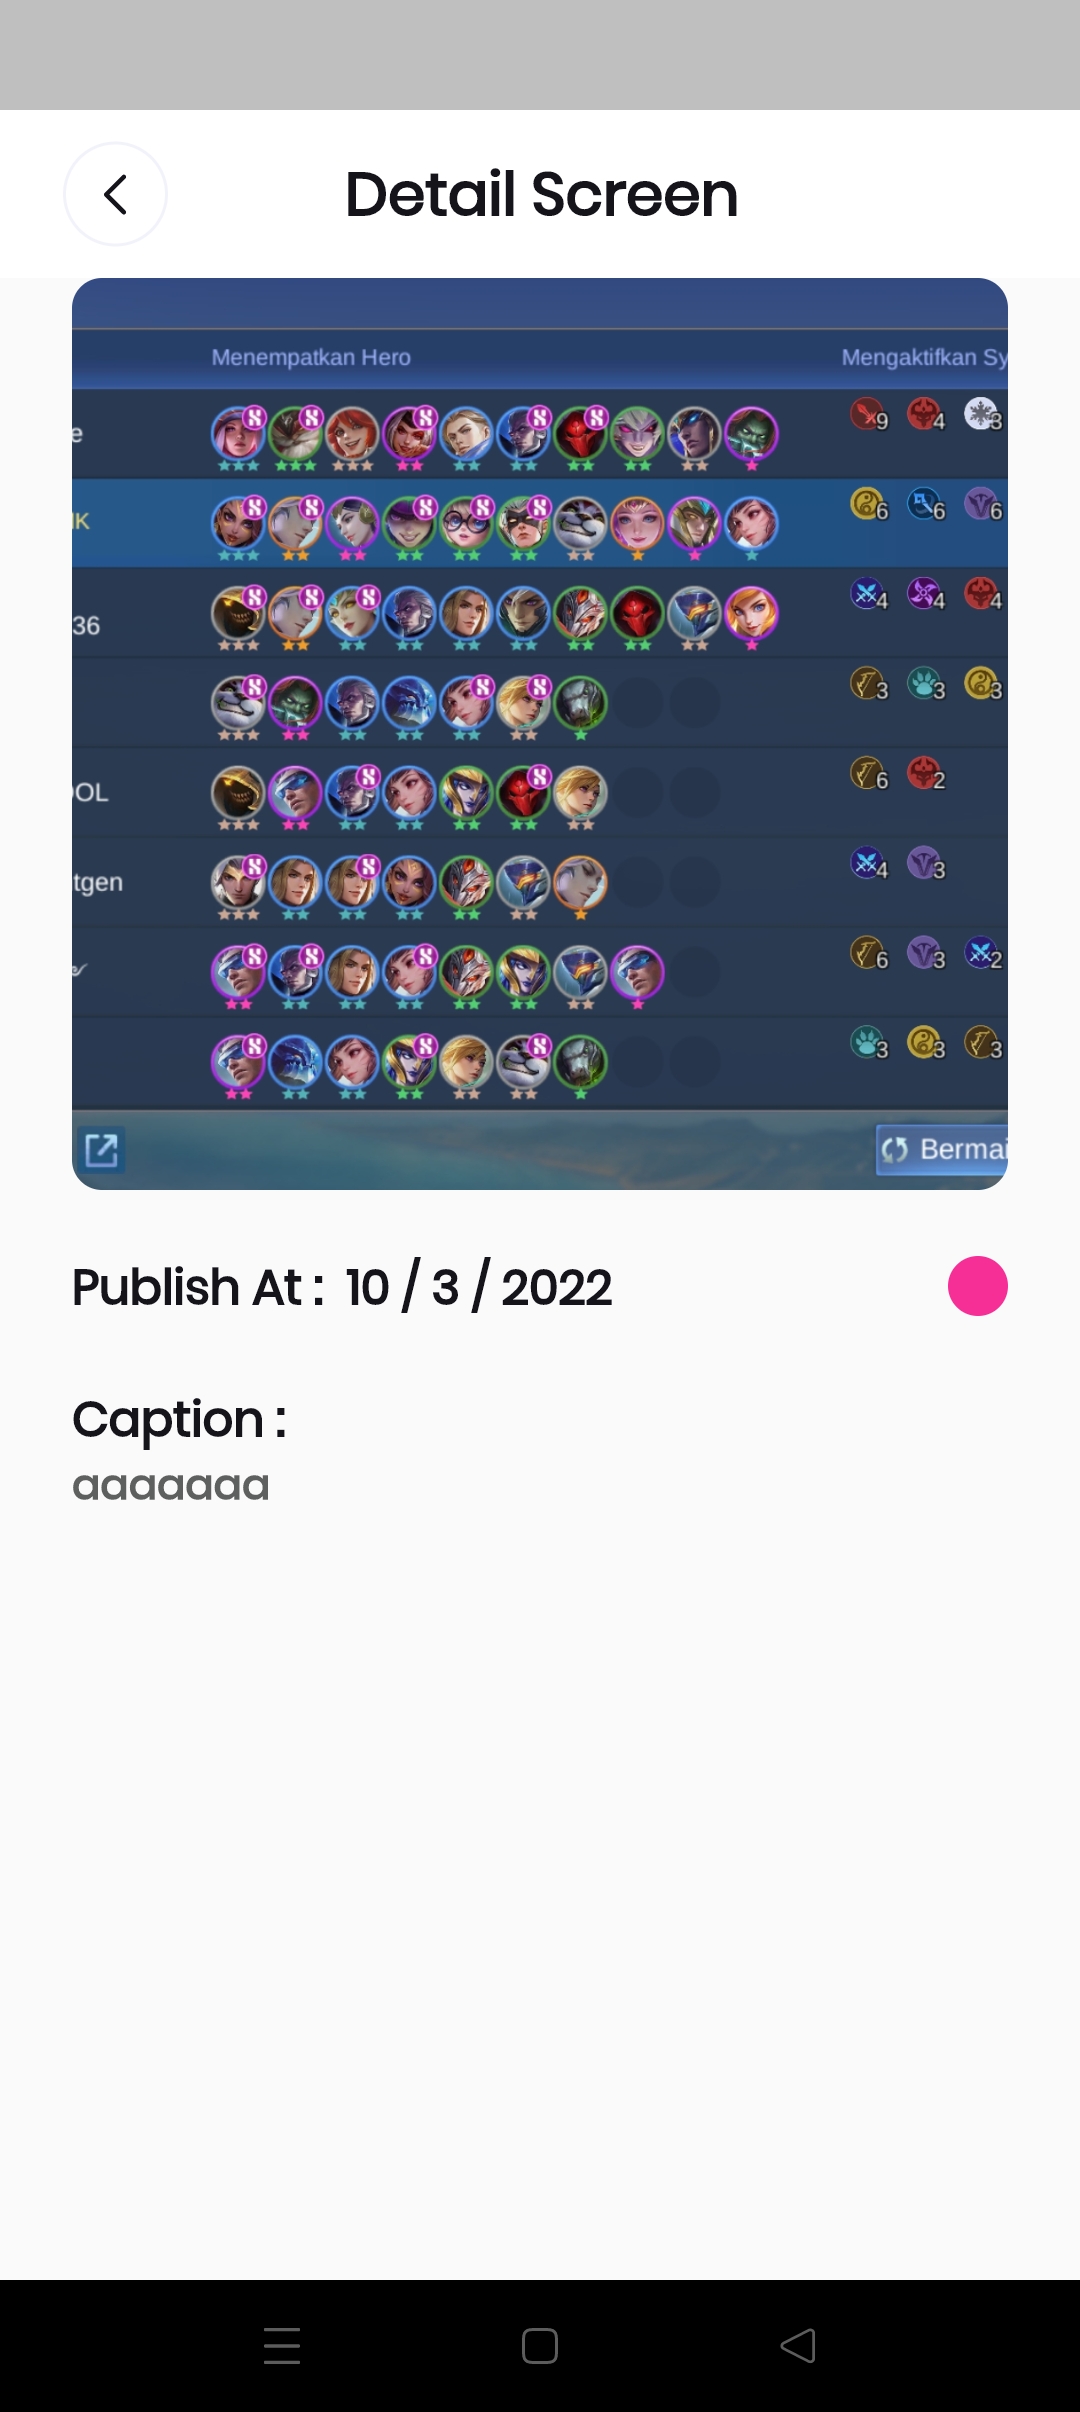 Detail Screen
Menempatkan Hero
Mengaktifkan Sy
e
9 4 3
IK
6 6 6
36
4 4 4
3 3 3
OL
6 2
tgen
4 3
6 3 2
3 3 3
Bermai
Publish At : 10 / 3 / 2022
Caption :
aaaaaaa